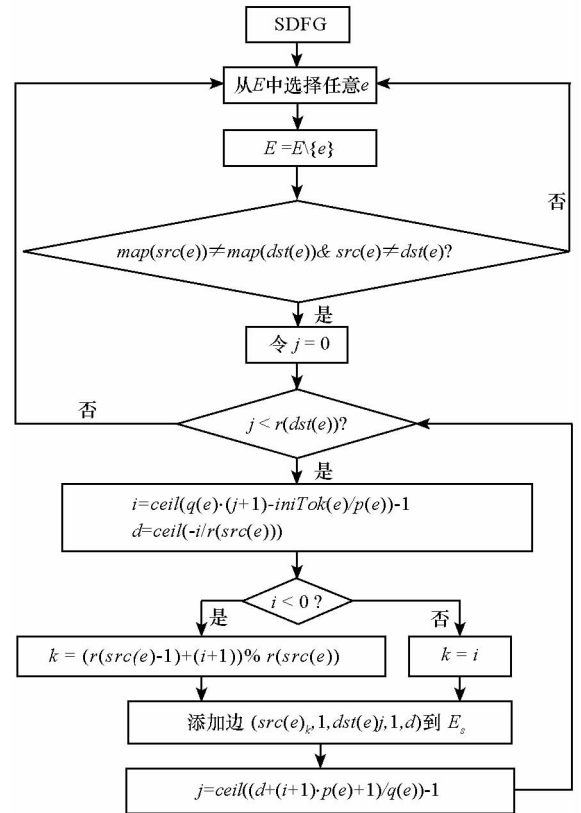 SDFG
从E中选择任意e
E =E\{e}
否
map(src(e))≠map(dst(e))& src(e)≠dst(e)?
是
令 j = 0
否
j < r(dst(e))?
是
i=ceil(q(e)·(j+1)-iniTok(e)/p(e))-1
d=ceil(-i/r(src(e)))
i < 0 ?
是
否
k = (r(src(e)-1)+(i+1))% r(src(e))
k = i
添加边 (src(e)k,1,dst(e)j,1,d)到 Es
j=ceil((d+(i+1)·p(e)+1)/q(e))-1